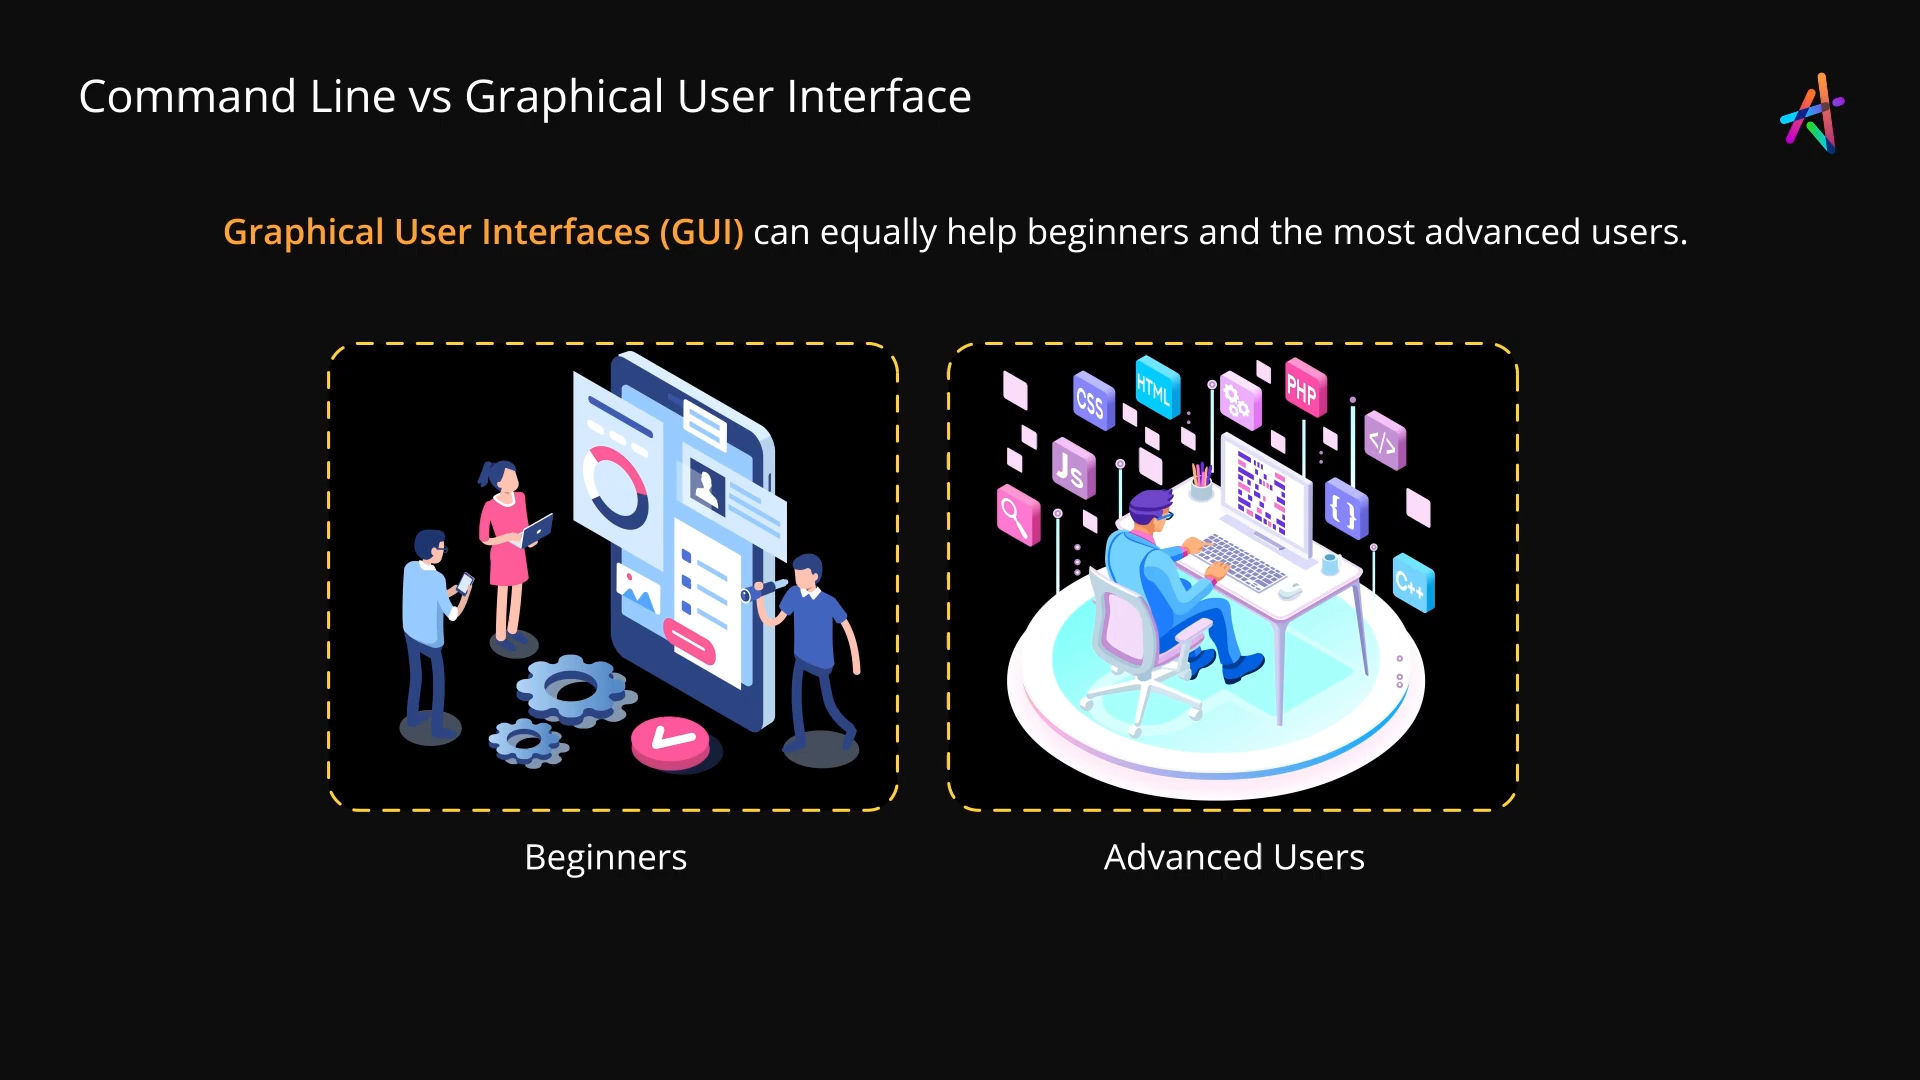 Command Line vs Graphical User Interface
Graphical User Interfaces (GUI) can equally help beginners and the most advanced users.
CSS
HTML
PHP
</>
Js
{ }
C++
Beginners
Advanced Users